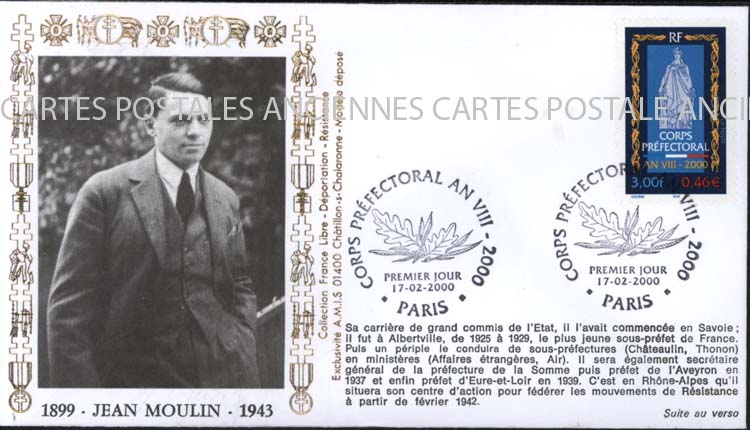 CARTES POSTALES ANCIENNES CARTES POSTALE ANCIE
Collection France Libre - Déportation - Résistance
Exclusivité A.M.I.S 01400 Châtillon-s-Chalaronne - Modèle déposé
1899 · JEAN MOULIN · 1943
RF
CORPS
PRÉFECTORAL
AN VIII - 2000
3,00F 0,46€
CORPS PRÉFECTORAL AN VIII - 2000
PREMIER JOUR
17-02-2000
• PARIS •
CORPS PRÉFECTORAL AN VIII - 2000
PREMIER JOUR
17-02-2000
• PARIS •
Sa carrière de grand commis de l'Etat, il l'avait commencée en Savoie ;
il fut à Albertville, de 1925 à 1929, le plus jeune sous-préfet de France.
Puis un périple le conduira de sous-préfectures (Châteaulin, Thonon)
en ministères (Affaires étrangères, Air). Il sera également secrétaire
général de la préfecture de la Somme puis préfet de l'Aveyron en
1937 et enfin préfet d'Eure-et-Loir en 1939. C'est en Rhône-Alpes qu'il
situera son centre d'action pour fédérer les mouvements de Résistance
à partir de février 1942.
Suite au verso